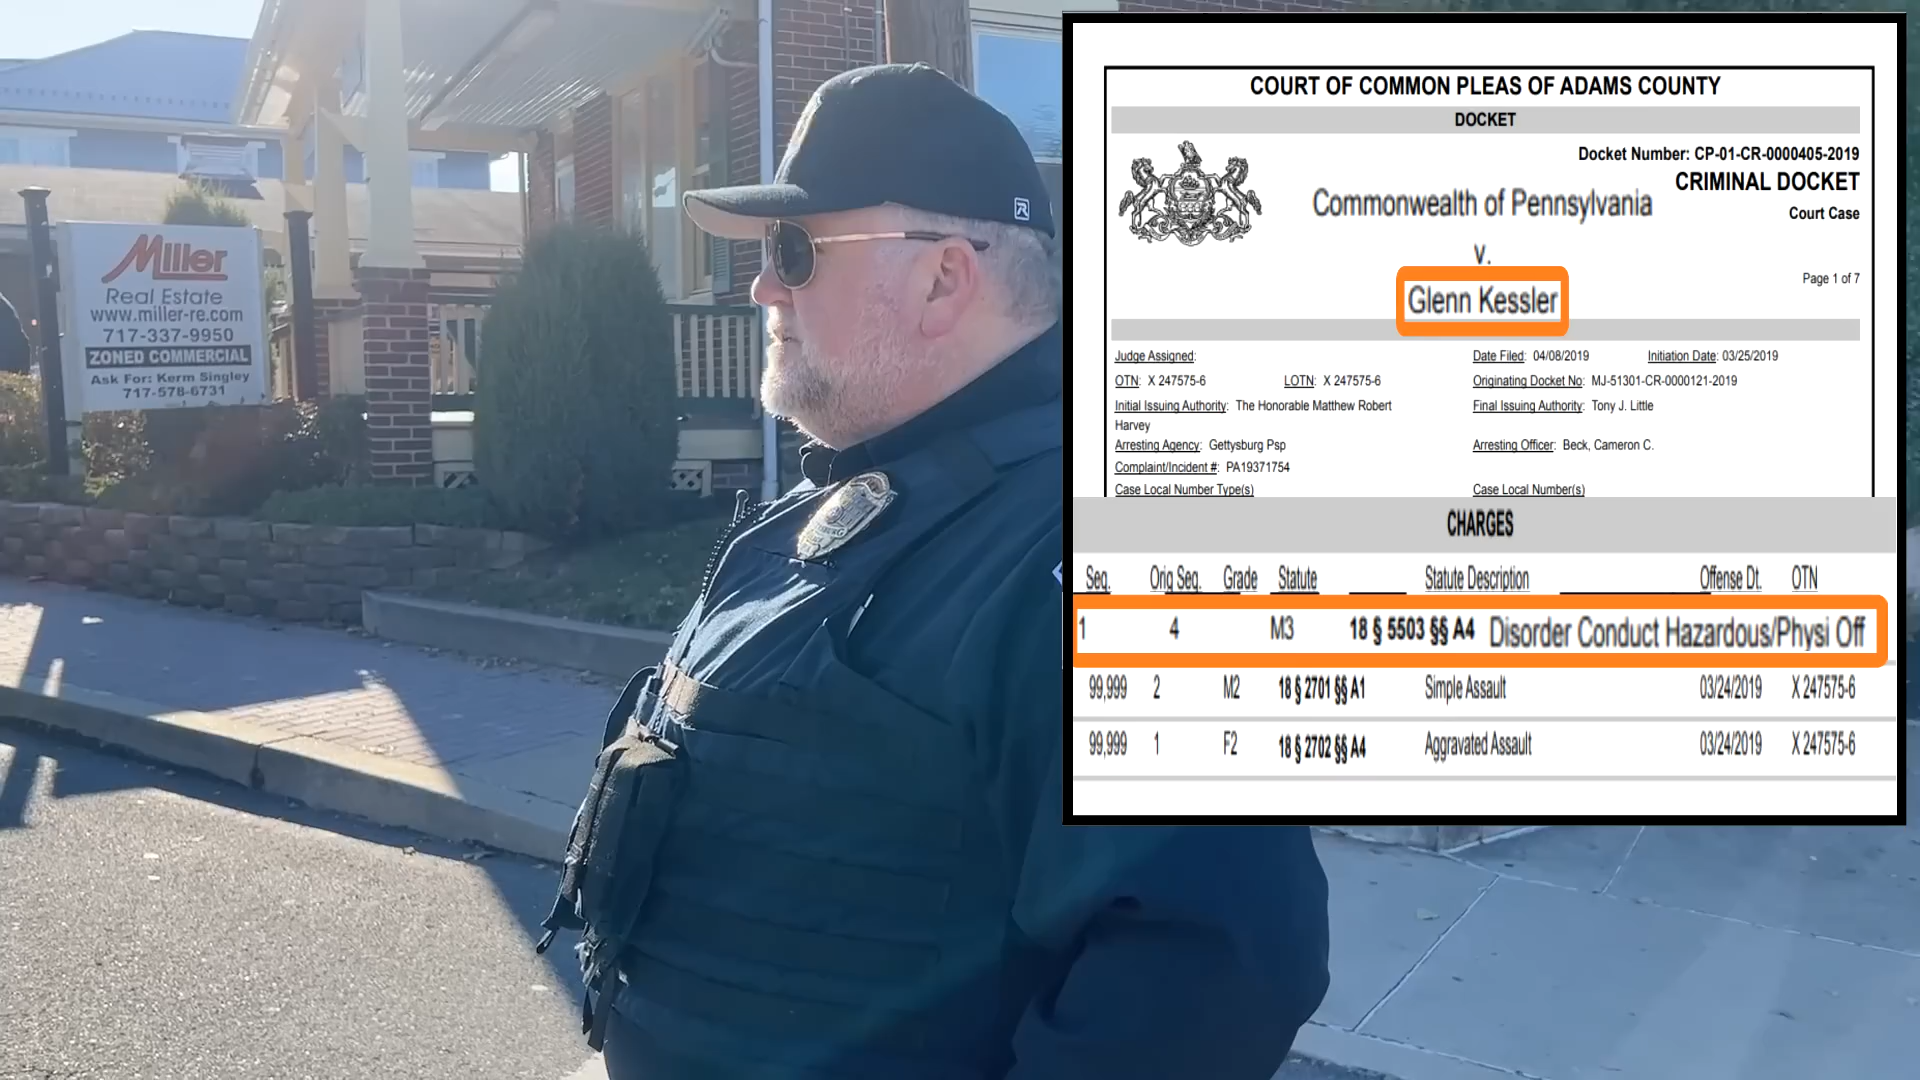 Miller
Real Estate
www.miller-re.com
717-337-9950
ZONED COMMERCIAL
Ask For: Kerm Singley
717-578-6731
R
COURT OF COMMON PLEAS OF ADAMS COUNTY
DOCKET
Docket Number: CP-01-CR-0000405-2019
CRIMINAL DOCKET
Court Case
Commonwealth of Pennsylvania
v.
Page 1 of 7
Glenn Kessler
Judge Assigned:
Date Filed: 04/08/2019 Initiation Date: 03/25/2019
OTN: X 247575-6 LOTN: X 247575-6 Originating Docket No: MJ-51301-CR-0000121-2019
Initial Issuing Authority: The Honorable Matthew Robert Final Issuing Authority: Tony J. Little
Harvey
Arresting Agency: Gettysburg Psp Arresting Officer: Beck, Cameron C.
Complaint/Incident #: PA19371754
Case Local Number Type(s) Case Local Number(s)
CHARGES
Seq. Orig Seq. Grade Statute Statute Description Offense Dt. OTN
1 4 M3 18 § 5503 §§ A4 Disorder Conduct Hazardous/Physi Off
99,999 2 M2 18 § 2701 §§ A1 Simple Assault 03/24/2019 X 247575-6
99,999 1 F2 18 § 2702 §§ A4 Aggravated Assault 03/24/2019 X 247575-6